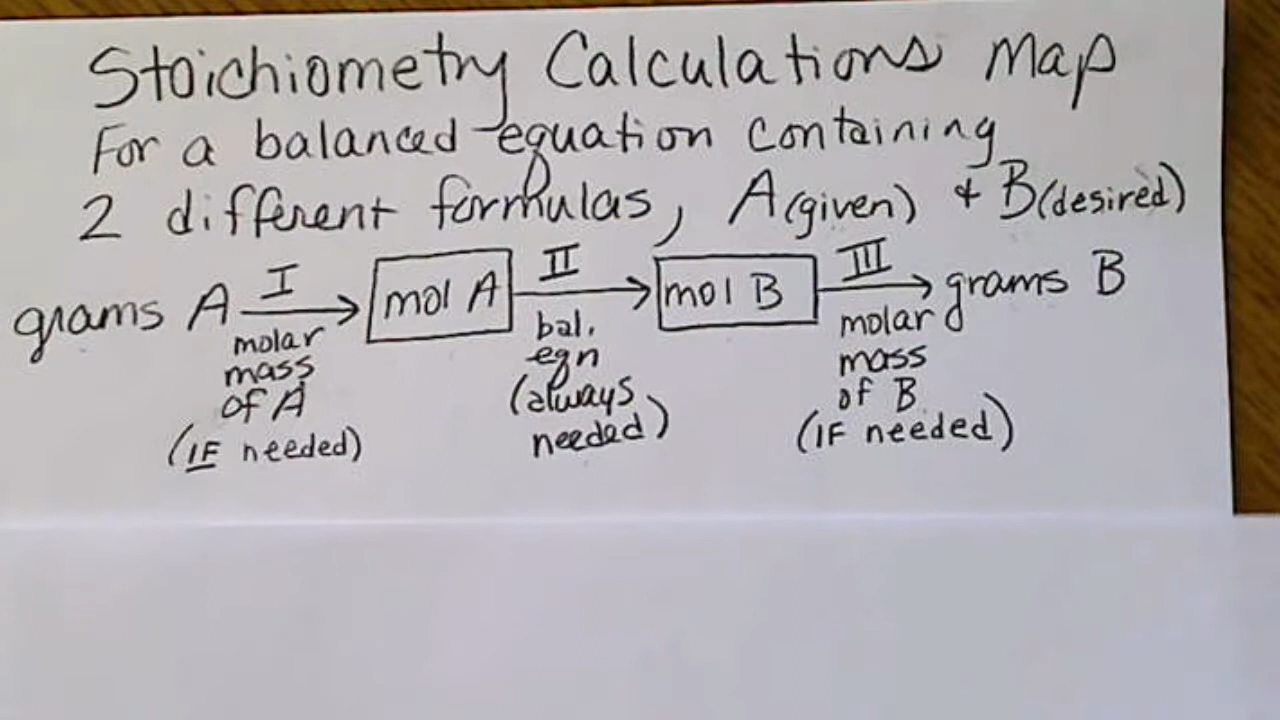 Stoichiometry Calculations Map
For a balanced equation containing
2 different formulas, A (given) & B (desired)
grams A I mol A II mol B III grams B
molar mass of A (IF needed)
bal. eqn (always needed)
molar mass of B (IF needed)